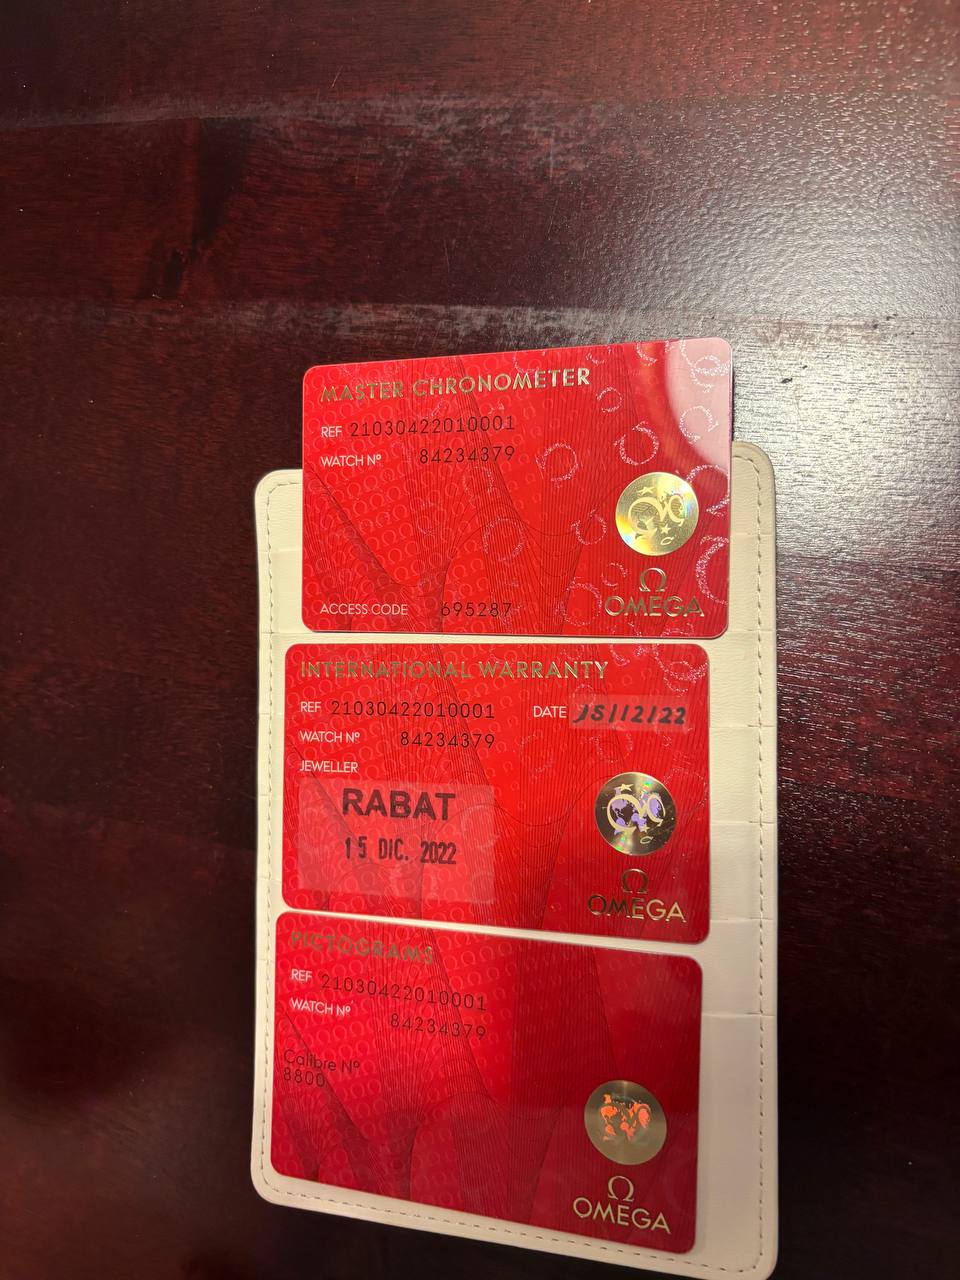 MASTER CHRONOMETER
REF 21030422010001
WATCH Nº 84234379
ACCESS CODE 695287
Ω
OMEGA
INTERNATIONAL WARRANTY
REF 21030422010001 DATE 15/12/22
WATCH Nº 84234379
JEWELLER
RABAT
15 DIC. 2022
Ω
OMEGA
PICTOGRAMS
REF 21030422010001
WATCH Nº 84234379
Calibre Nº
8800
Ω
OMEGA